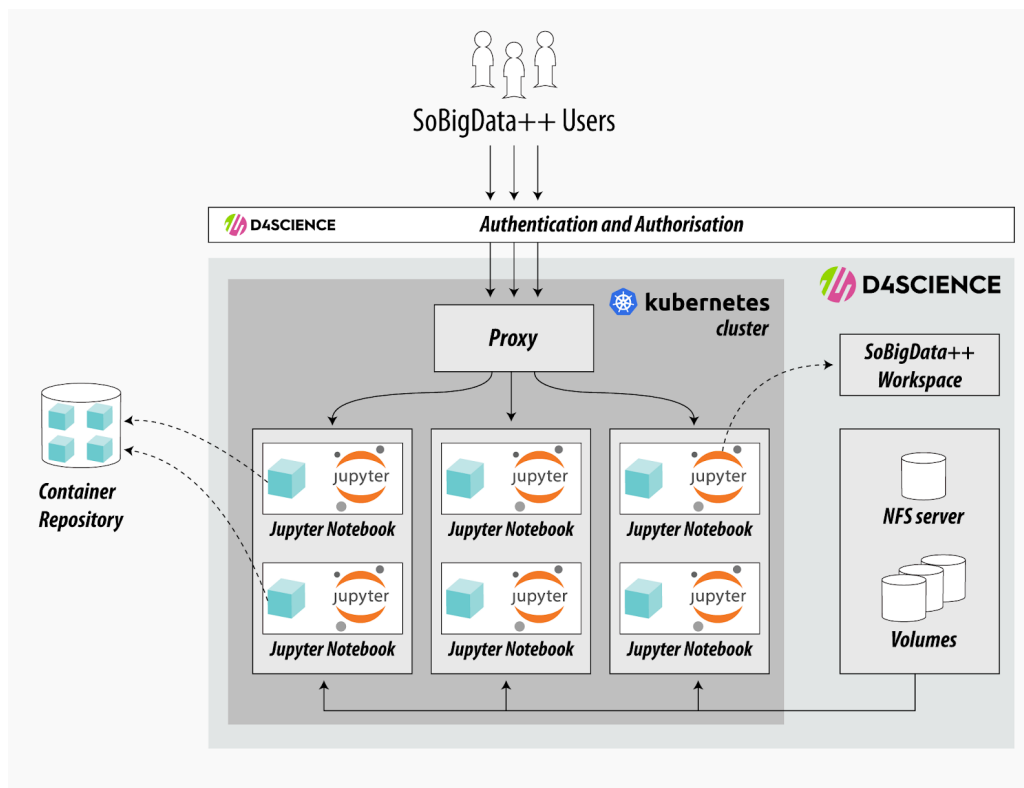 SoBigData++ Users
D4SCIENCE
Authentication and Authorisation
D4SCIENCE
kubernetes
cluster
Proxy
SoBigData++
Workspace
Container
Repository
jupyter
Jupyter Notebook
jupyter
Jupyter Notebook
jupyter
Jupyter Notebook
jupyter
Jupyter Notebook
jupyter
Jupyter Notebook
jupyter
Jupyter Notebook
NFS server
Volumes